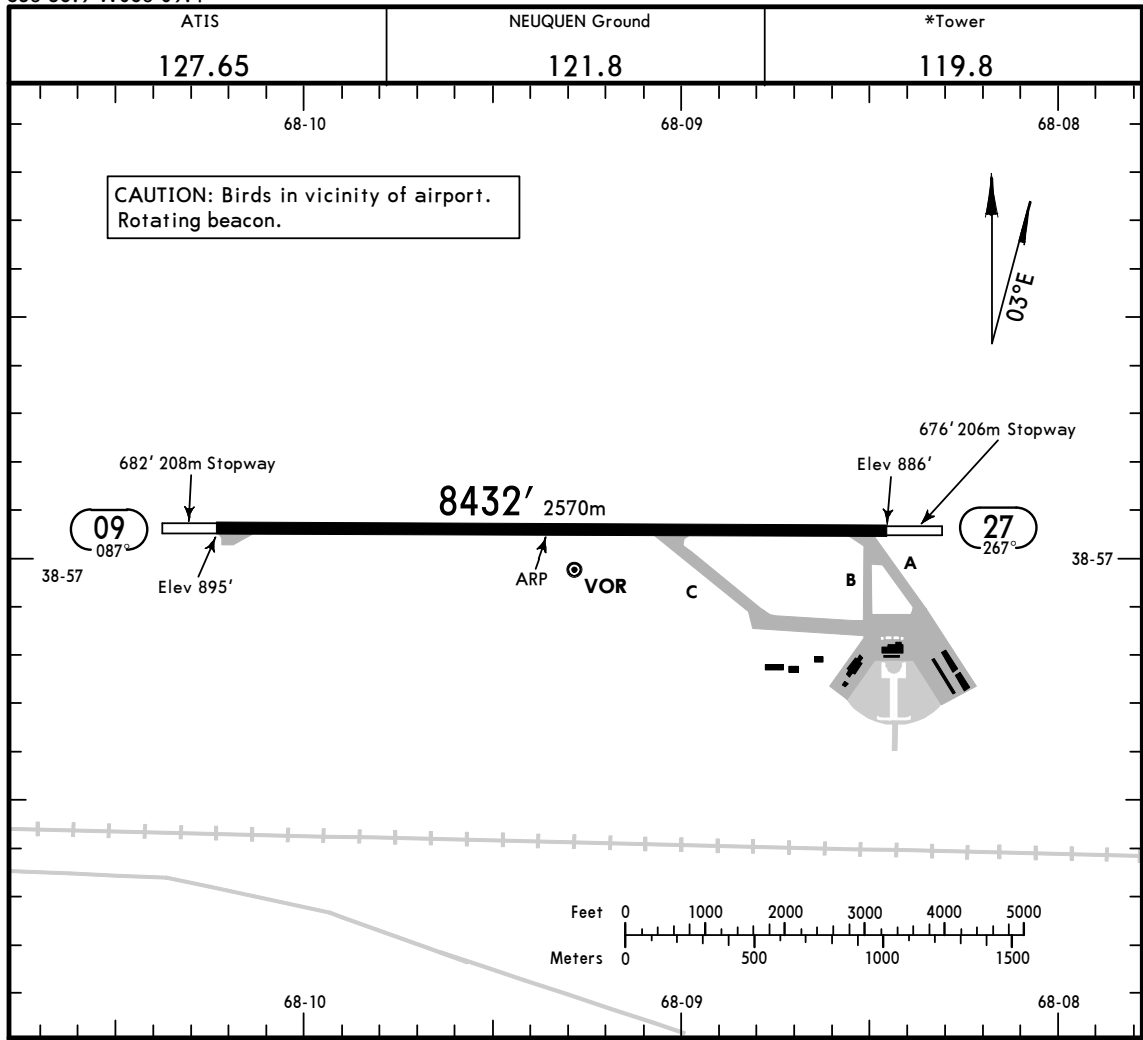 ATIS
127.65
NEUQUEN Ground
121.8
*Tower
119.8
68-10
68-09
68-08
CAUTION: Birds in vicinity of airport.
Rotating beacon.
03°E
682' 208m Stopway
676' 206m Stopway
Elev 886'
8432' 2570m
09
087°
27
267°
38-57
Elev 895'
ARP
VOR
C
B
A
38-57
Feet 0 1000 2000 3000 4000 5000
Meters 0 500 1000 1500
68-10
68-09
68-08